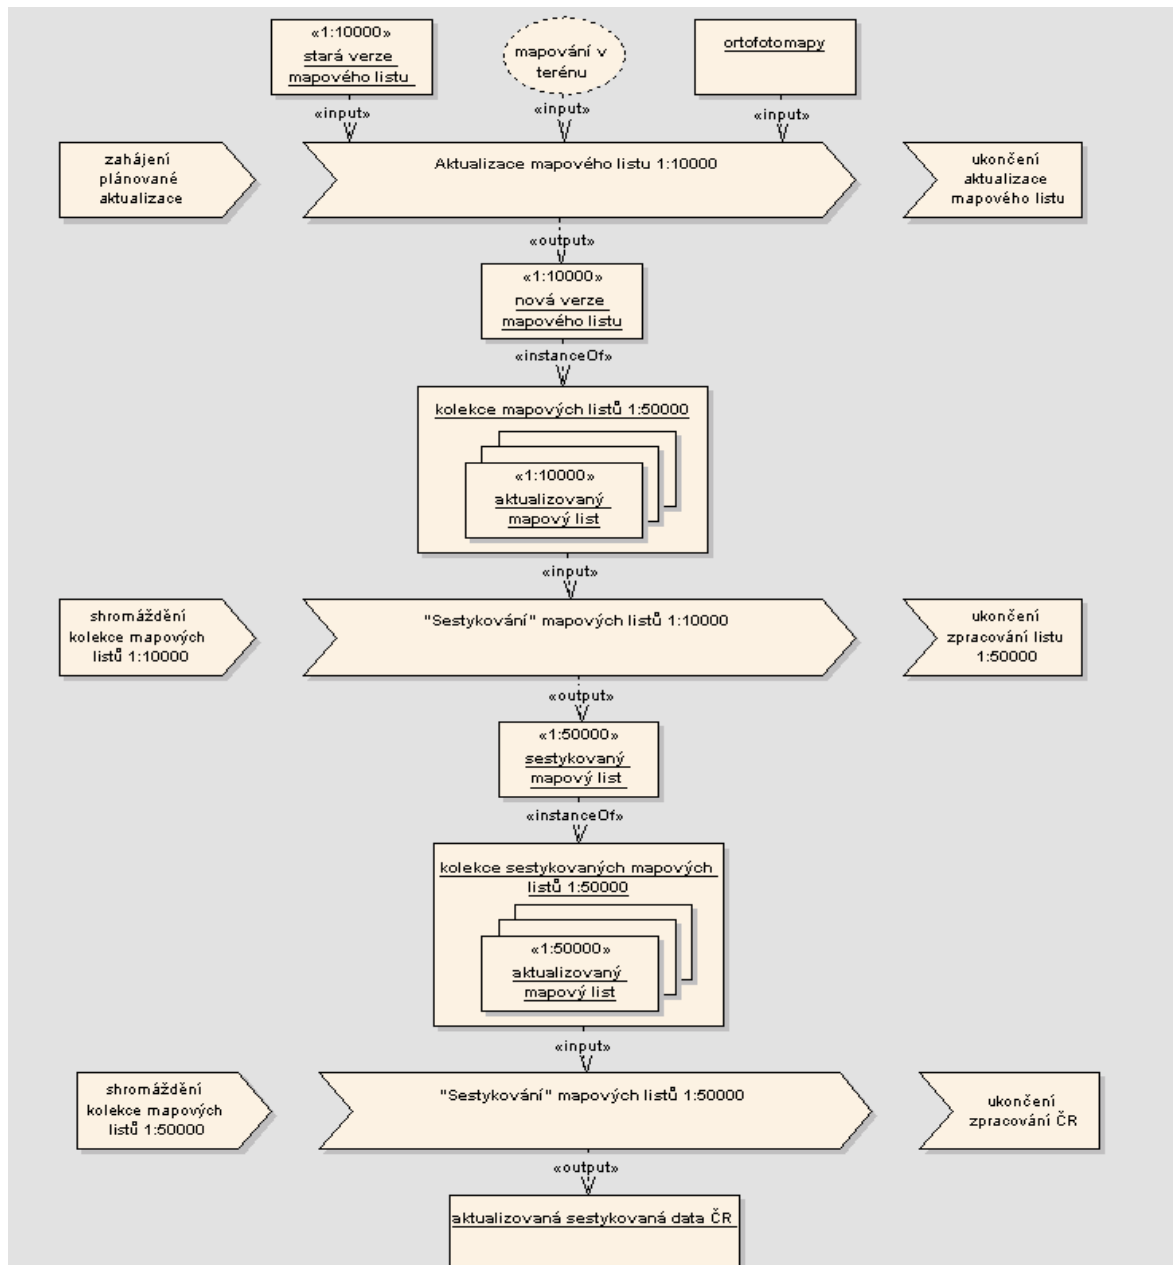 «1:10000»
stará verze
mapového listu
mapování v
terénu
ortofotomapy
«input»
«input»
«input»
zahájení
plánované
aktualizace
Aktualizace mapového listu 1:10000
ukončení
aktualizace
mapového listu
«output»
«1:10000»
nová verze
mapového listu
«instanceOf»
kolekce mapových listů 1:50000
«1:10000»
aktualizovaný
mapový list
«input»
shromáždění
kolekce mapových
listů 1:10000
"Sestykování" mapových listů 1:10000
ukončení
zpracování listu
1:50000
«output»
«1:50000»
sestykovaný
mapový list
«instanceOf»
kolekce sestykovaných mapových
listů 1:50000
«1:50000»
aktualizovaný
mapový list
«input»
shromáždění
kolekce mapových
listů 1:50000
"Sestykování" mapových listů 1:50000
ukončení
zpracování ČR
«output»
aktualizovaná sestykovaná data ČR